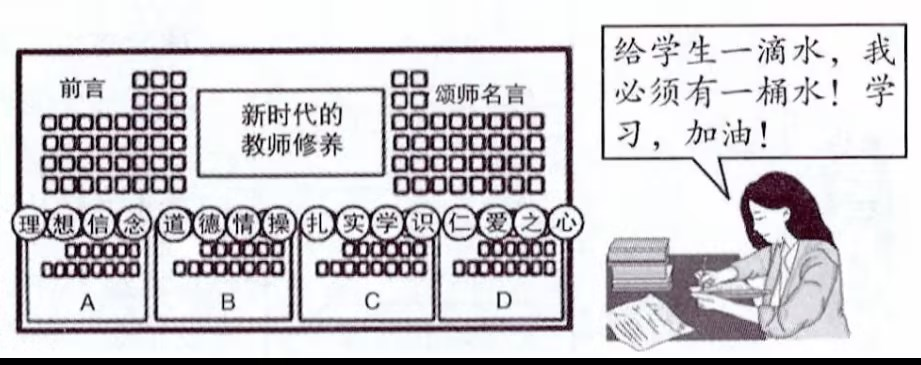 前言
新时代的
教师修养
颂师名言
理想信念
道德情操
扎实学识
仁爱之心
A
B
C
D
给学生一滴水，我
必须有一桶水！学
习，加油！